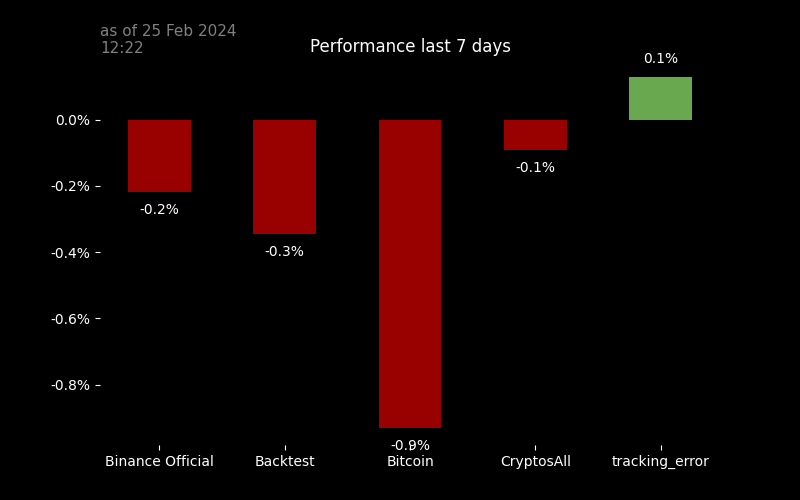 as of 25 Feb 2024
12:22
Performance last 7 days
0.1%
0.0%
-0.2%
-0.4%
-0.6%
-0.8%
-0.2%
-0.3%
-0.9%
-0.1%
Binance Official
Backtest
Bitcoin
CryptosAll
tracking_error